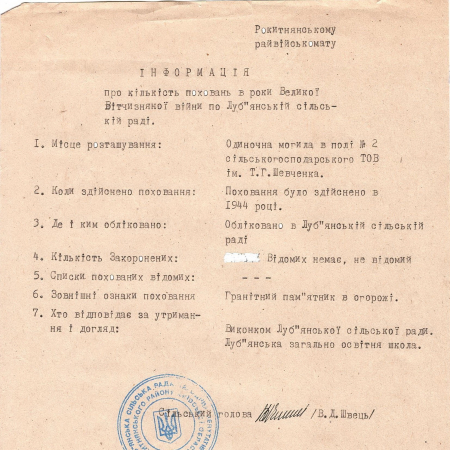 Рокитнянському
райвійськомату
ІНФОРМАЦІЯ
про кількість поховань в роки Великої
Вітчизнякої війни по Луб"янській сільсь-
кій раді.
І. Місце розташування: Одиночна могила в полі № 2
сільськогосподарського ТОВ
ім. Т.Г.Шевченка.
2. Коли здійснено поховання: Поховання було здійснено в
1944 році.
3. Де і ким обліковано: Обліковано в Луб"янській сільській
раді
4. Кількість Захоронених: Відомих немає, не відомий
5. Списки похованих відомих: - - -
6. Зовнішні ознаки поховання Гранітний пам"ятник в огорожі.
7. Хто відповідає за утриман-
ня і догляд: Виконком Луб"янської сільської ради.
Луб"янська загально освітня школа.
Сільський голова /В.Д.Швець/